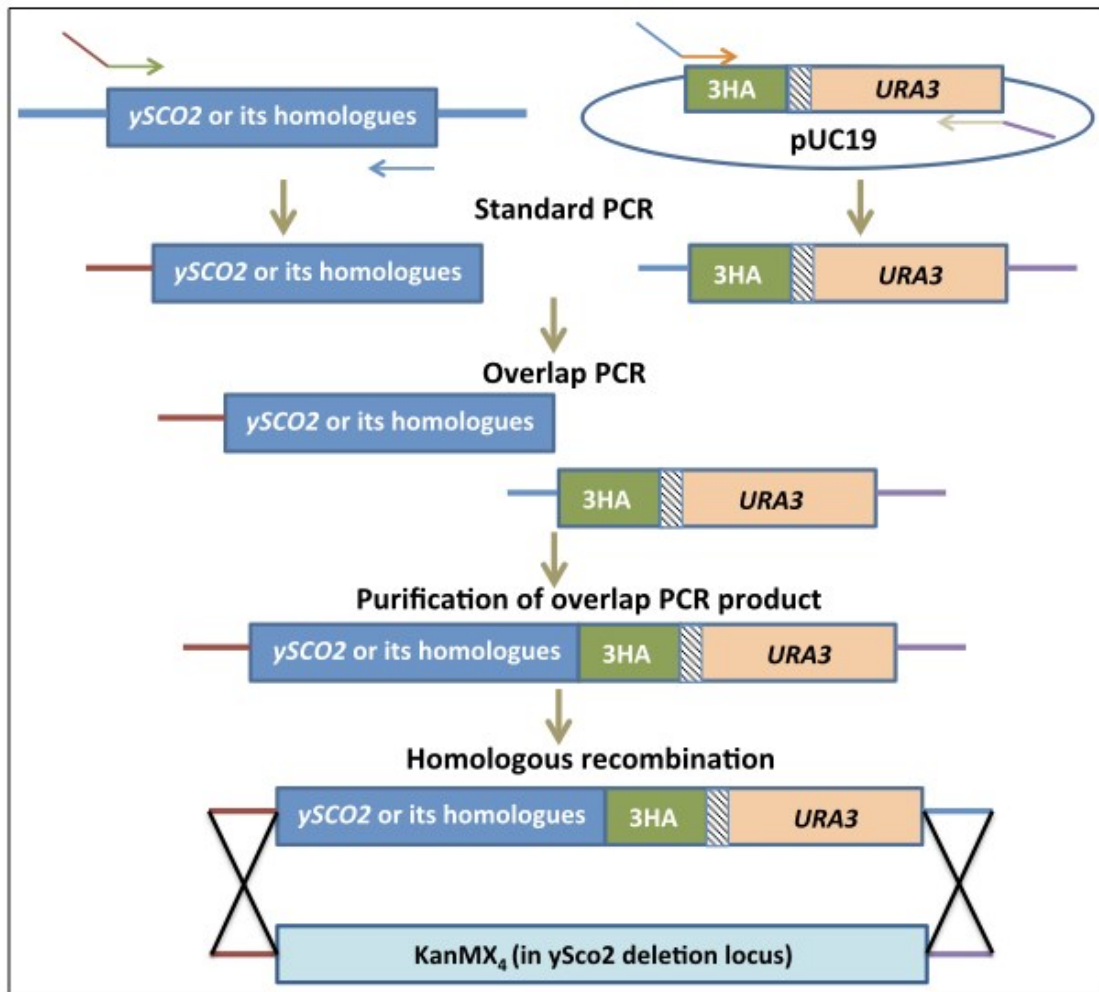 ySCO2 or its homologues
3HA URA3
pUC19
Standard PCR
ySCO2 or its homologues
3HA URA3
Overlap PCR
ySCO2 or its homologues
3HA URA3
Purification of overlap PCR product
ySCO2 or its homologues 3HA URA3
Homologous recombination
ySCO2 or its homologues 3HA URA3
KanMX₄ (in ySco2 deletion locus)